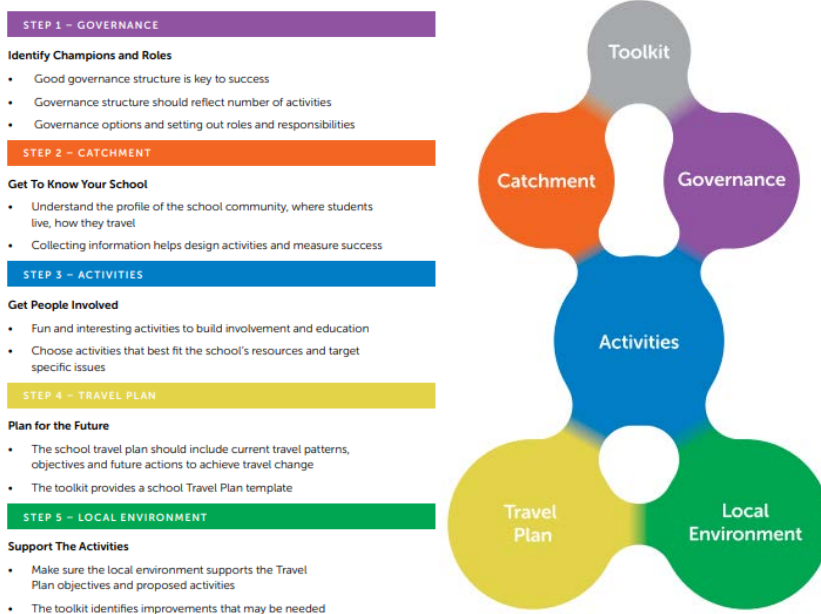 STEP 1 – GOVERNANCE
Identify Champions and Roles
• Good governance structure is key to success
• Governance structure should reflect number of activities
• Governance options and setting out roles and responsibilities
STEP 2 – CATCHMENT
Get To Know Your School
• Understand the profile of the school community, where students
live, how they travel
• Collecting information helps design activities and measure success
STEP 3 – ACTIVITIES
Get People Involved
• Fun and interesting activities to build involvement and education
• Choose activities that best fit the school's resources and target
specific issues
STEP 4 – TRAVEL PLAN
Plan for the Future
• The school travel plan should include current travel patterns,
objectives and future actions to achieve travel change
• The toolkit provides a school Travel Plan template
STEP 5 – LOCAL ENVIRONMENT
Support The Activities
• Make sure the local environment supports the Travel
Plan objectives and proposed activities
• The toolkit identifies improvements that may be needed
Toolkit
Catchment
Governance
Activities
Travel
Plan
Local
Environment